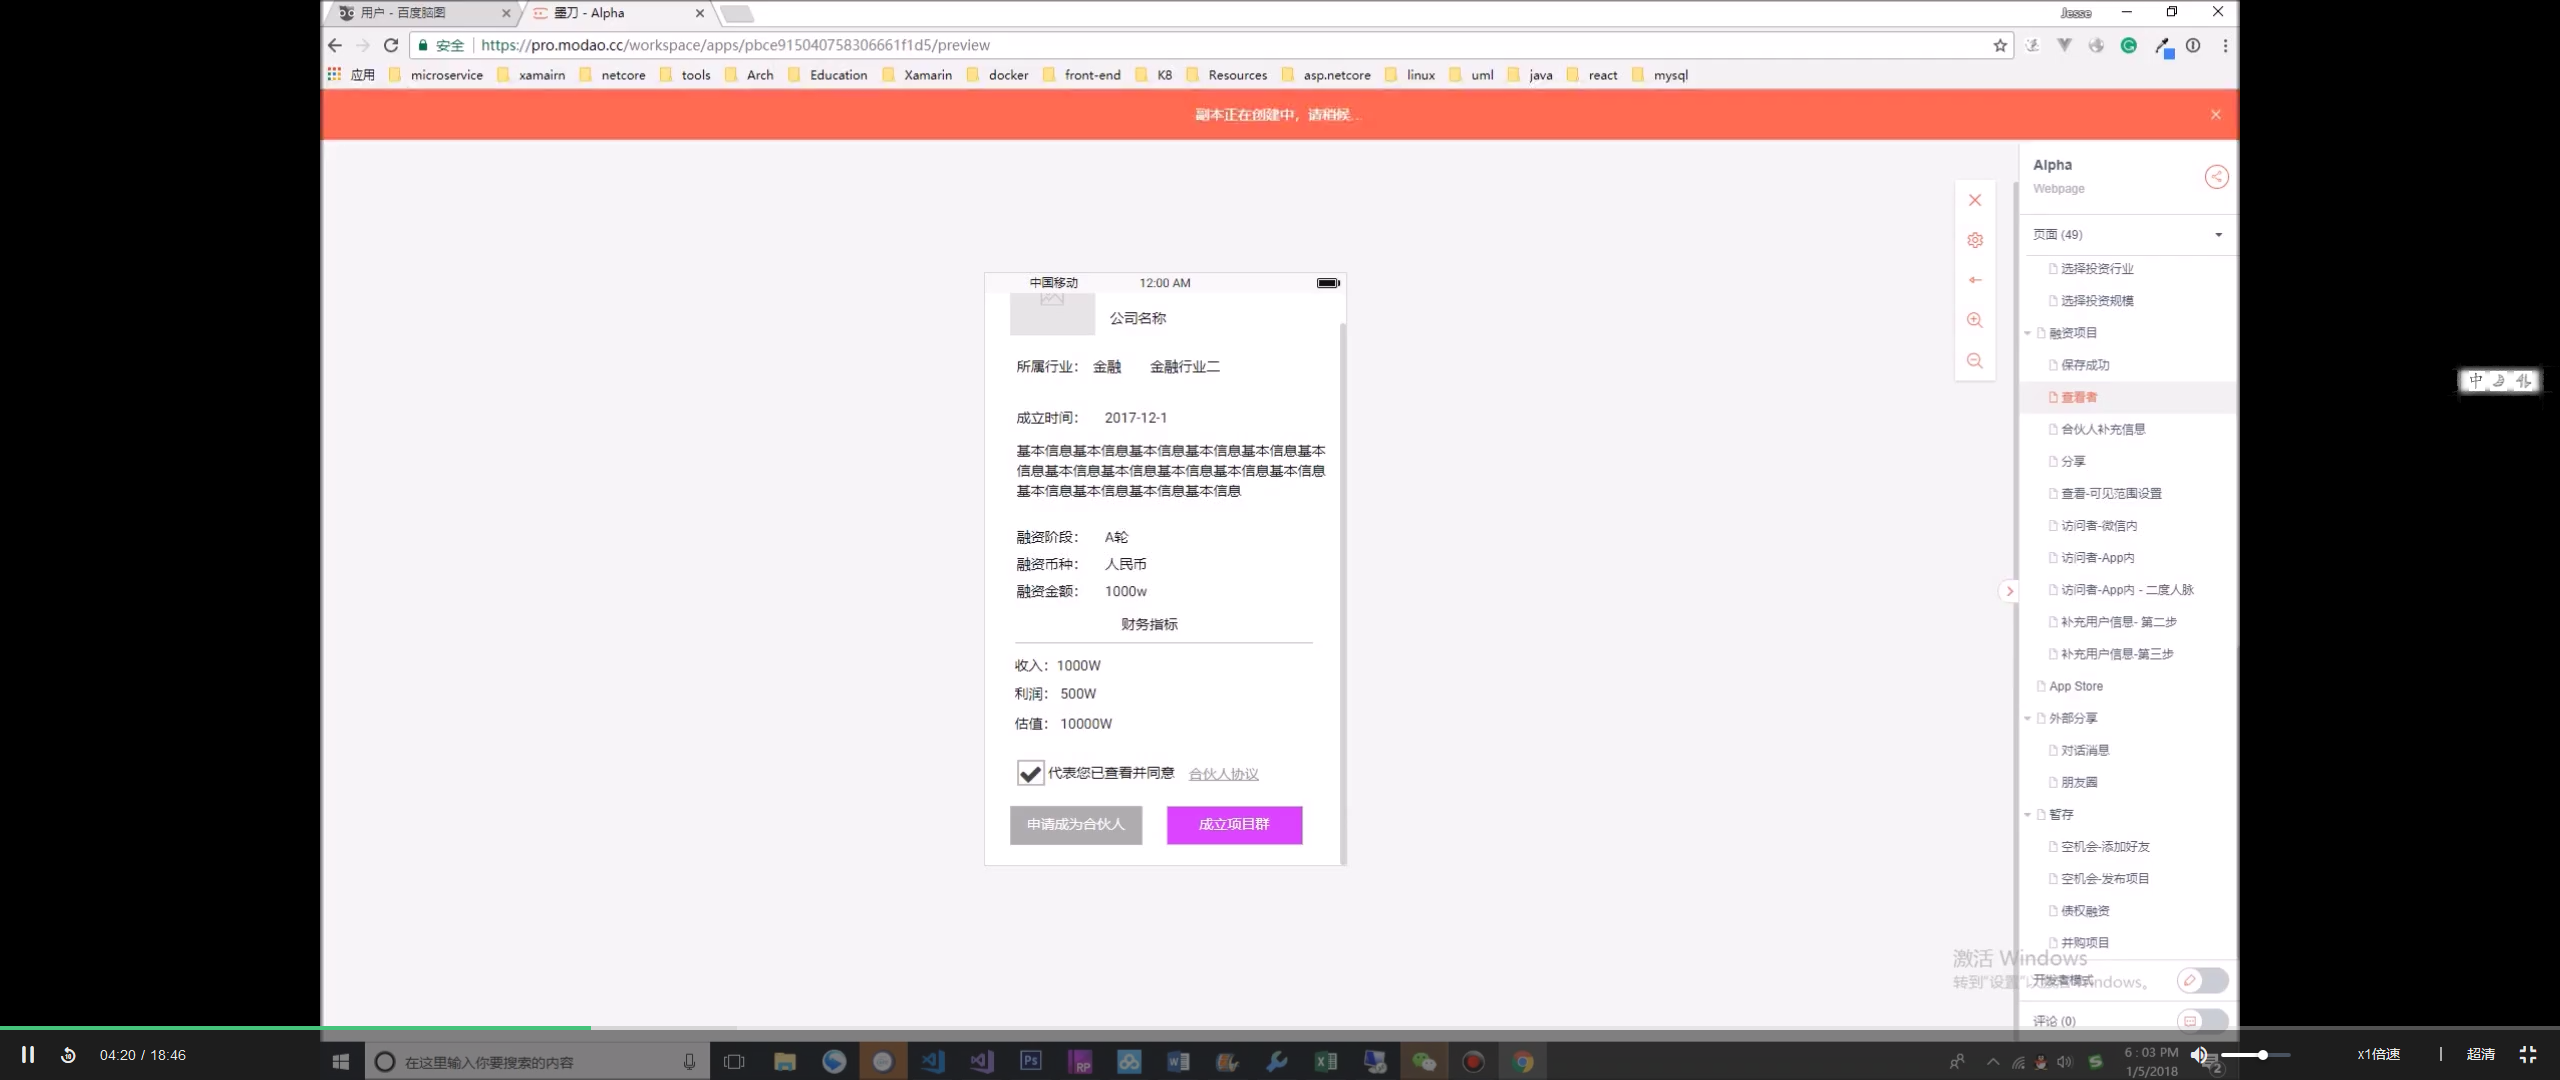 用户 - 百度脑图
墨刀 - Alpha
Jesse
安全 https://pro.modao.cc/workspace/apps/pbce915040758306661f1d5/preview
应用 microservice xamairn netcore tools Arch Education Xamarin docker front-end K8 Resources asp.netcore linux uml java react mysql
副本正在创建中，请稍候...
Alpha
Webpage
页面 (49)
选择投资行业
选择投资规模
融资项目
保存成功
查看者
合伙人补充信息
分享
查看-可见范围设置
访问者-微信内
访问者-App内
访问者-App内 - 二度人脉
补充用户信息- 第二步
补充用户信息-第三步
App Store
外部分享
对话消息
朋友圈
暂存
空机会-添加好友
空机会-发布项目
债权融资
并购项目
开发者模式
评论 (0)
中国移动 12:00 AM
公司名称
所属行业： 金融 金融行业二
成立时间： 2017-12-1
基本信息基本信息基本信息基本信息基本信息基本
信息基本信息基本信息基本信息基本信息基本信息
基本信息基本信息基本信息基本信息
融资阶段： A轮
融资币种： 人民币
融资金额： 1000w
财务指标
收入：1000W
利润： 500W
估值： 10000W
代表您已查看并同意 合伙人协议
申请成为合伙人 成立项目群
中
激活 Windows
04:20 / 18:46
在这里输入你要搜索的内容
6:03 PM
1/5/2018
x1倍速
超清